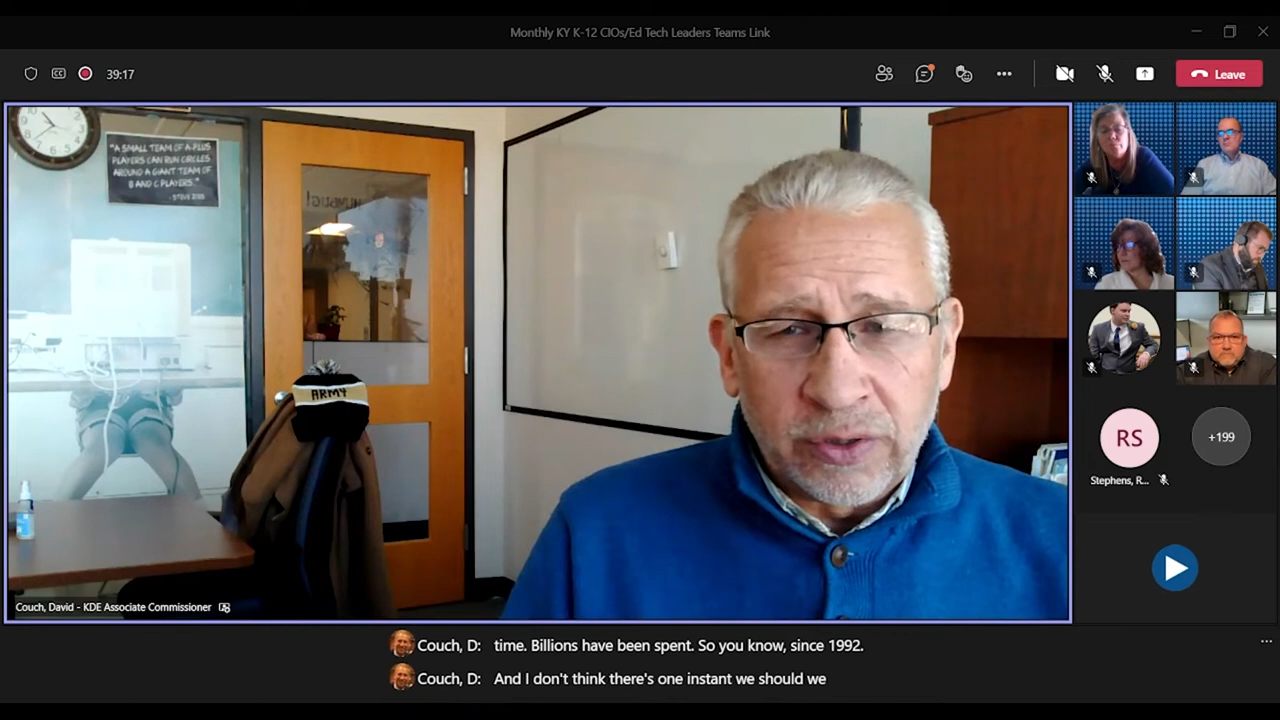 Monthly KY K-12 CIOs/Ed Tech Leaders Teams Link
CC
39:17
Leave
"A SMALL TEAM OF A-PLUS
PLAYERS CAN RUN CIRCLES
AROUND A GIANT TEAM OF
B AND C PLAYERS."
ARMY
RS
+199
Stephens, R...
Couch, David - KDE Associate Commissioner
Couch, D: time. Billions have been spent. So you know, since 1992.
Couch, D: And I don't think there's one instant we should we